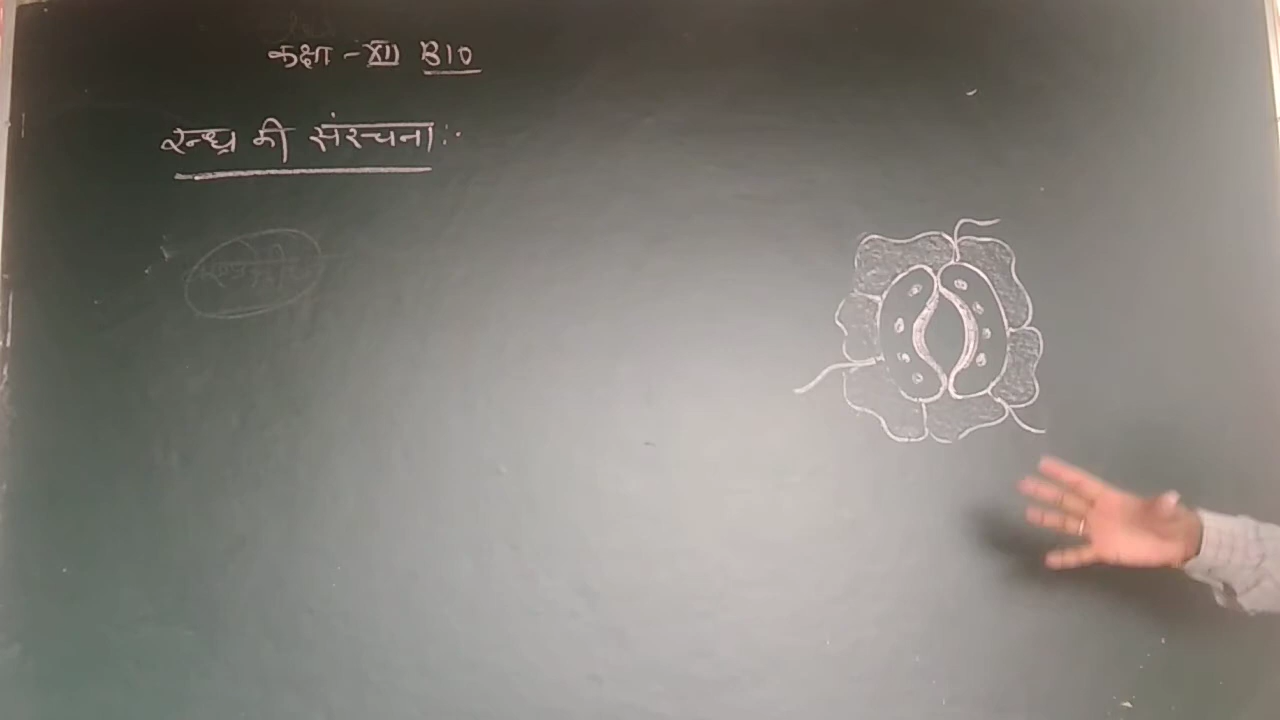 कक्षा - XII BIO
रन्ध्र की संरचना :-